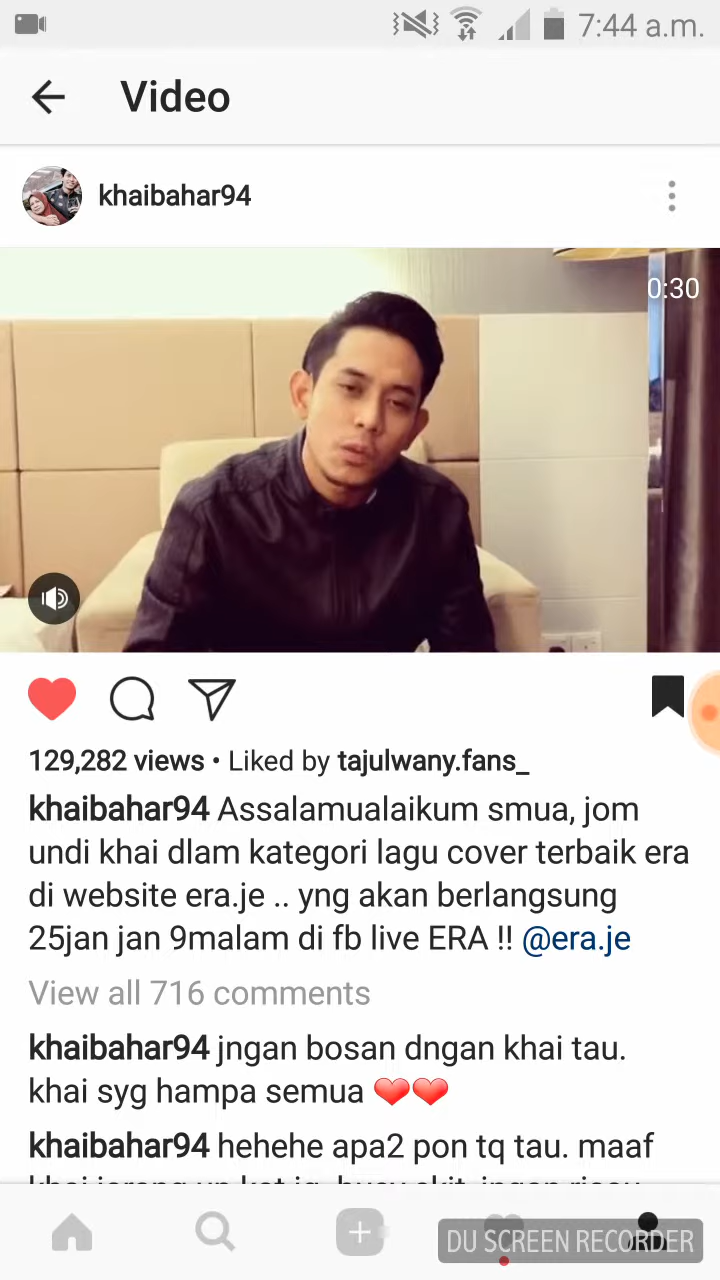 7:44 a.m.
Video
khaibahar94
0:30
129,282 views • Liked by tajulwany.fans_
khaibahar94 Assalamualaikum smua, jom
undi khai dlam kategori lagu cover terbaik era
di website era.je .. yng akan berlangsung
25jan jan 9malam di fb live ERA !! @era.je
View all 716 comments
khaibahar94 jngan bosan dngan khai tau.
khai syg hampa semua ❤❤
khaibahar94 hehehe apa2 pon tq tau. maaf
DU SCREEN RECORDER